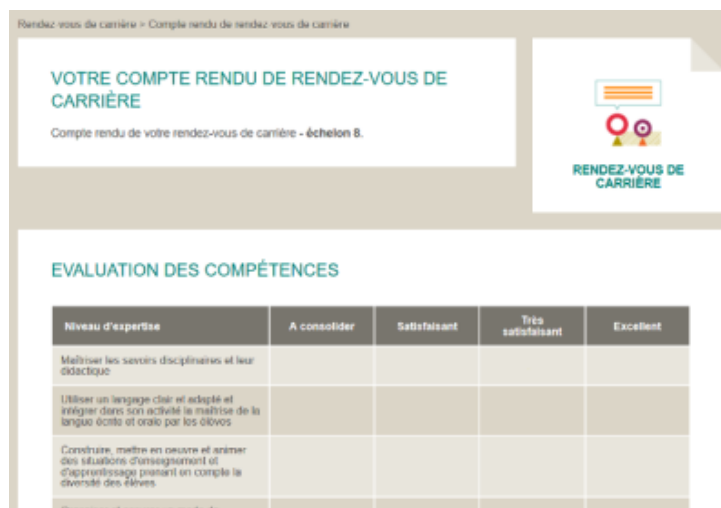 Rendez-vous de carrière > Compte rendu de rendez-vous de carrière
VOTRE COMPTE RENDU DE RENDEZ-VOUS DE
CARRIÈRE
Compte rendu de votre rendez-vous de carrière - échelon 8.
RENDEZ-VOUS DE
CARRIÈRE
EVALUATION DES COMPÉTENCES
Niveau d'expertise A consolider Satisfaisant Très satisfaisant Excellent
Maîtriser les savoirs disciplinaires et leur
didactique
Utiliser un langage clair et adapté et
intégrer dans son activité la maîtrise de la
langue écrite et orale par les élèves
Construire, mettre en oeuvre et animer
des situations d'enseignement et
d'apprentissage prenant en compte la
diversité des élèves